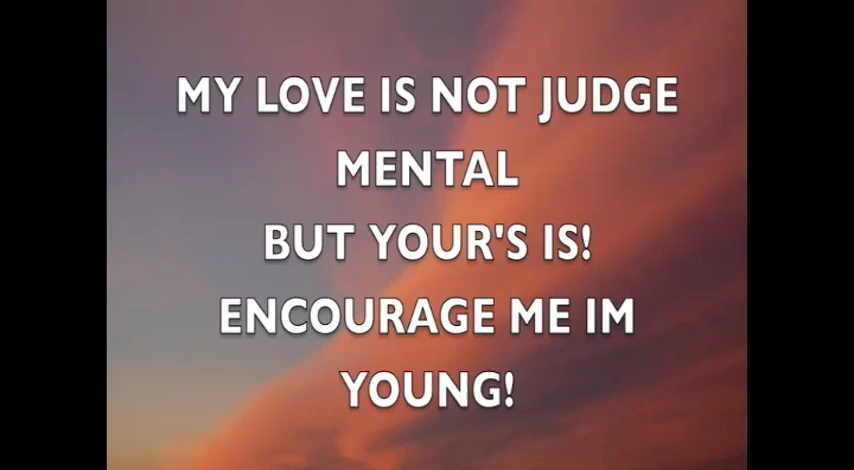 MY LOVE IS NOT JUDGE
MENTAL
BUT YOUR'S IS!
ENCOURAGE ME IM
YOUNG!